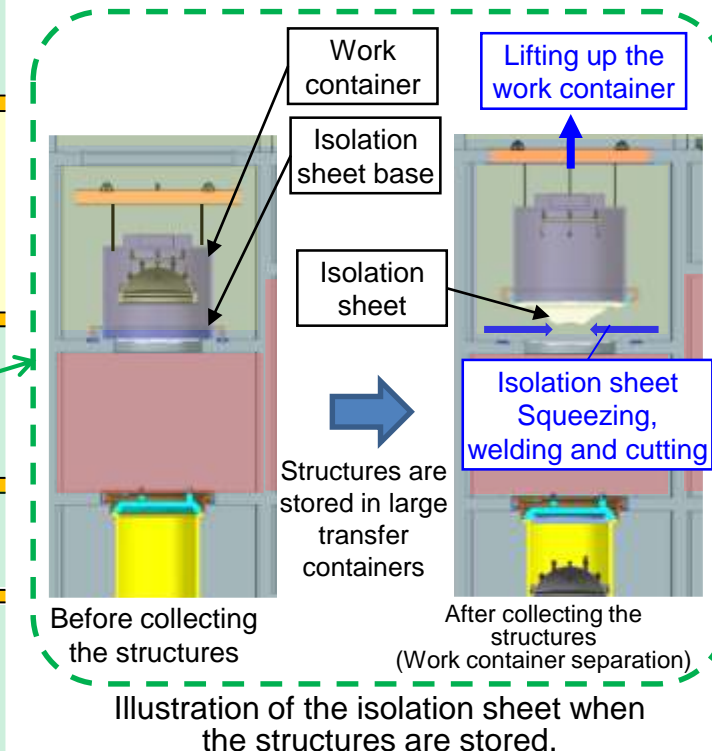 Work
container
Isolation
sheet base
Lifting up the
work container
Isolation
sheet
Isolation sheet
Squeezing,
welding and cutting
Structures are
stored in large
transfer
containers
Before collecting
the structures
After collecting the
structures
(Work container separation)
Illustration of the isolation sheet when
the structures are stored.